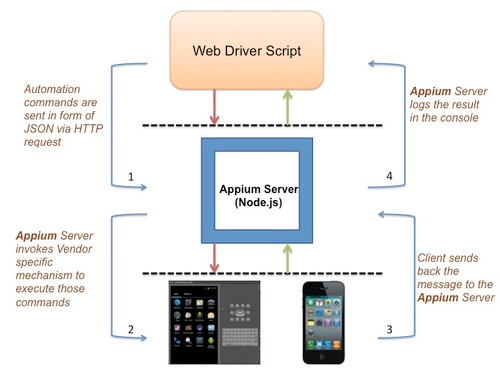 Web Driver Script
Automation
commands are
sent in form of
JSON via HTTP
request
1
Appium Server
logs the result
in the console
4
Appium Server
(Node.js)
Appium Server
invokes Vendor
specific
mechanism to
execute those
commands
2
Client sends
back the
message to the
Appium Server
3